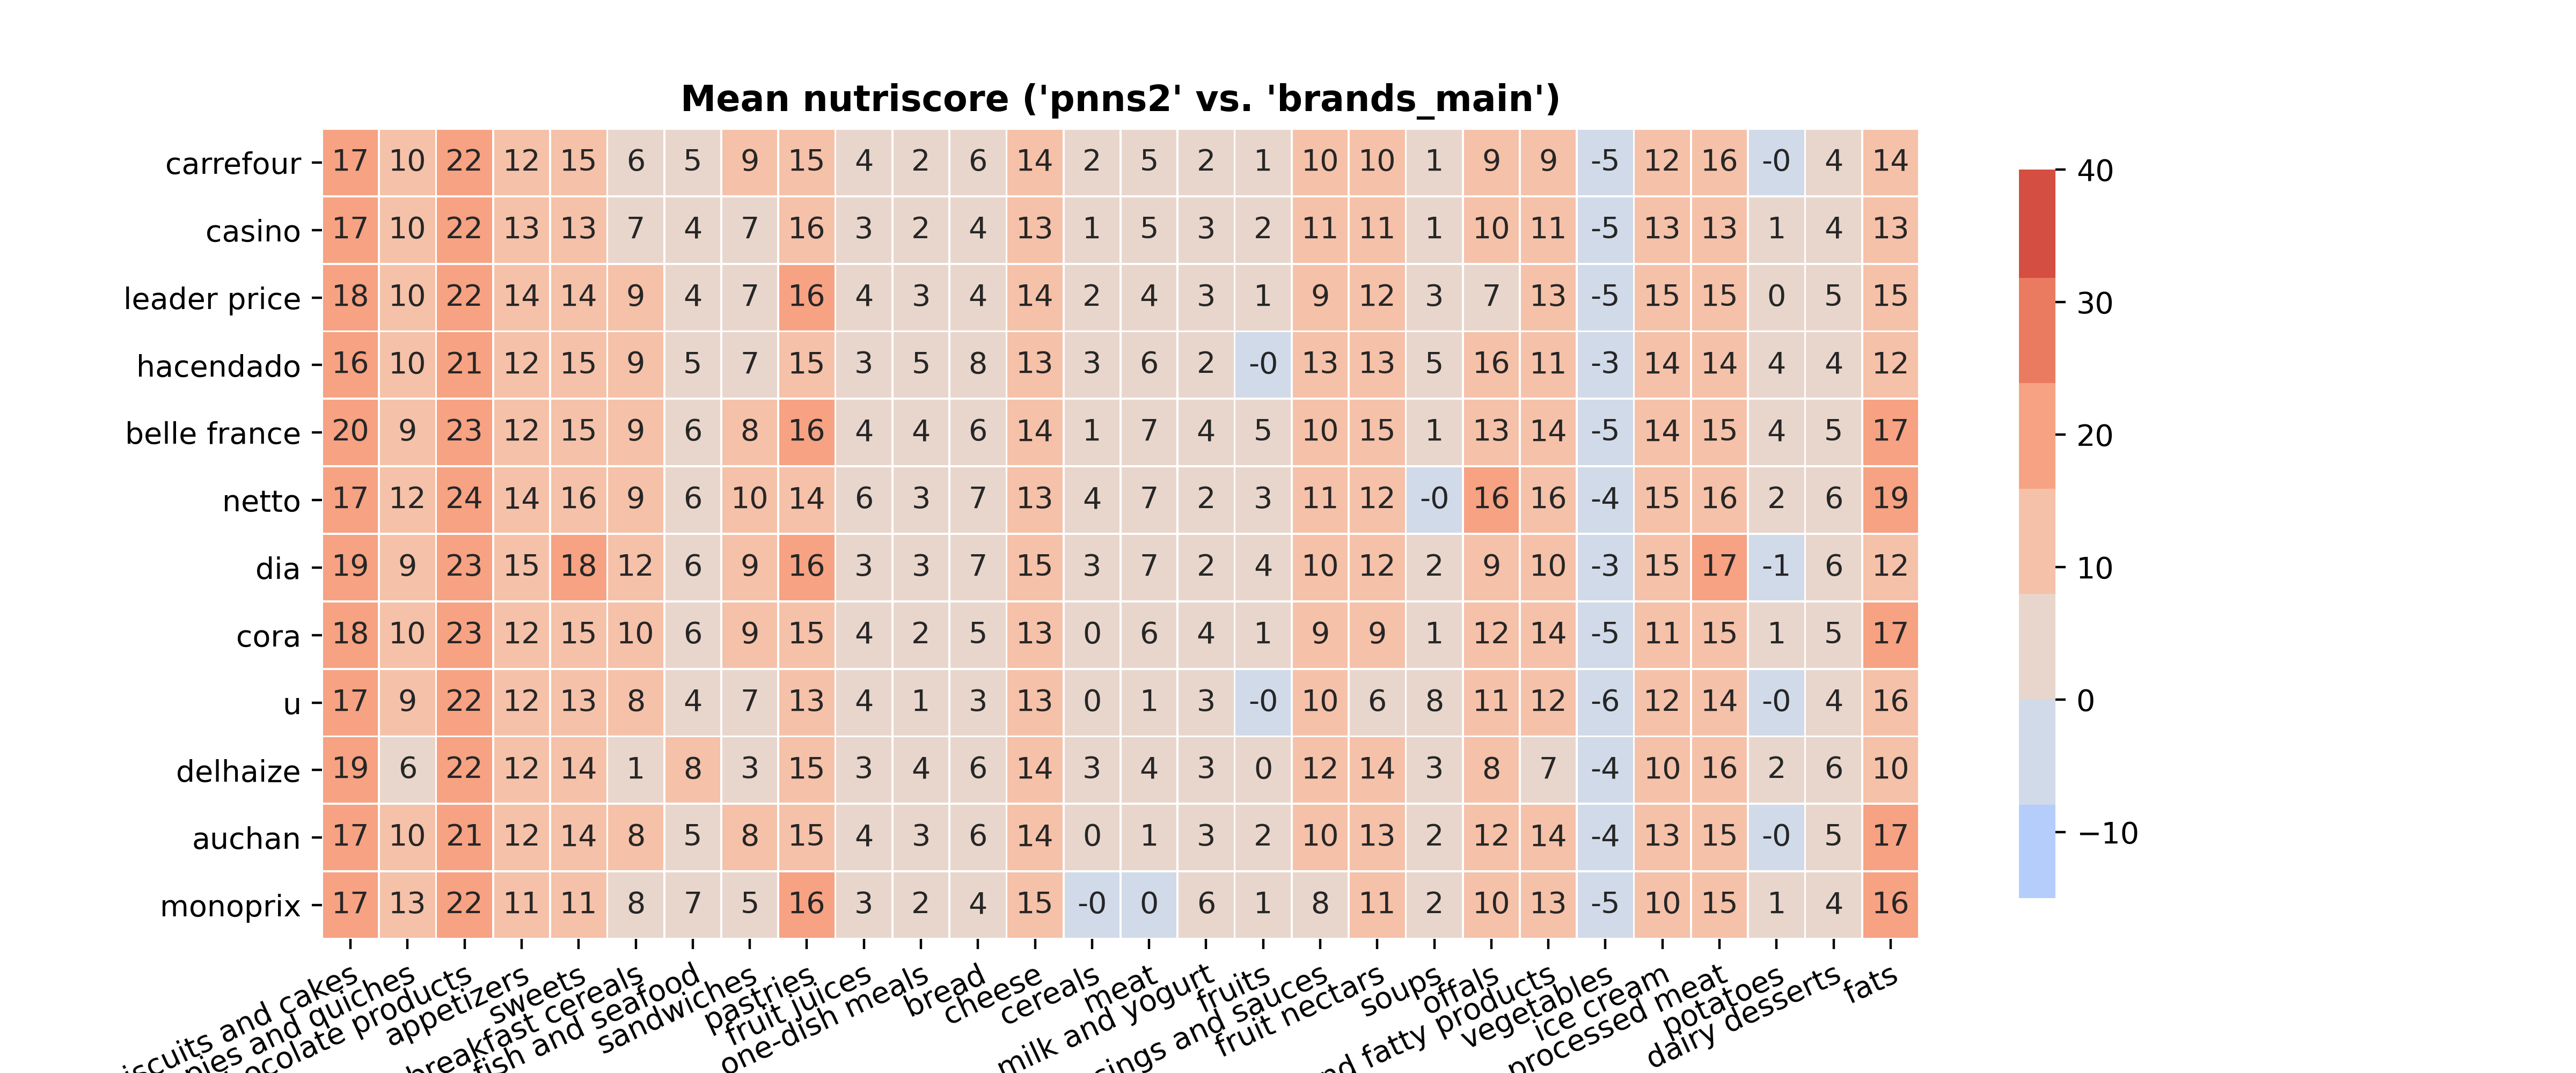 Mean nutriscore ('pnns2' vs. 'brands_main')
carrefour 17 10 22 12 15 6 5 9 15 4 2 6 14 2 5 2 1 10 10 1 9 9 -5 12 16 -0 4 14
casino 17 10 22 13 13 7 4 7 16 3 2 4 13 1 5 3 2 11 11 1 10 11 -5 13 13 1 4 13
leader price 18 10 22 14 14 9 4 7 16 4 3 4 14 2 4 3 1 9 12 3 7 13 -5 15 15 0 5 15
hacendado 16 10 21 12 15 9 5 7 15 3 5 8 13 3 6 2 -0 13 13 5 16 11 -3 14 14 4 4 12
belle france 20 9 23 12 15 9 6 8 16 4 4 6 14 1 7 4 5 10 15 1 13 14 -5 14 15 4 5 17
netto 17 12 24 14 16 9 6 10 14 6 3 7 13 4 7 2 3 11 12 -0 16 16 -4 15 16 2 6 19
dia 19 9 23 15 18 12 6 9 16 3 3 7 15 3 7 2 4 10 12 2 9 10 -3 15 17 -1 6 12
cora 18 10 23 12 15 10 6 9 15 4 2 5 13 0 6 4 1 9 9 1 12 14 -5 11 15 1 5 17
u 17 9 22 12 13 8 4 7 13 4 1 3 13 0 1 3 -0 10 6 8 11 12 -6 12 14 -0 4 16
delhaize 19 6 22 12 14 1 8 3 15 3 4 6 14 3 4 3 0 12 14 3 8 7 -4 10 16 2 6 10
auchan 17 10 21 12 14 8 5 8 15 4 3 6 14 0 1 3 2 10 13 2 12 14 -4 13 15 -0 5 17
monoprix 17 13 22 11 11 8 7 5 16 3 2 4 15 -0 0 6 1 8 11 2 10 13 -5 10 15 1 4 16
iscuits and cakes
pies and quiches
ocolate products
appetizers
sweets
breakfast cereals
fish and seafood
sandwiches
pastries
fruit juices
one-dish meals
bread
cheese
cereals
meat
milk and yogurt
fruits
sings and sauces
fruit nectars
soups
offals
nd fatty products
vegetables
ice cream
processed meat
potatoes
dairy desserts
fats
40
30
20
10
0
−10